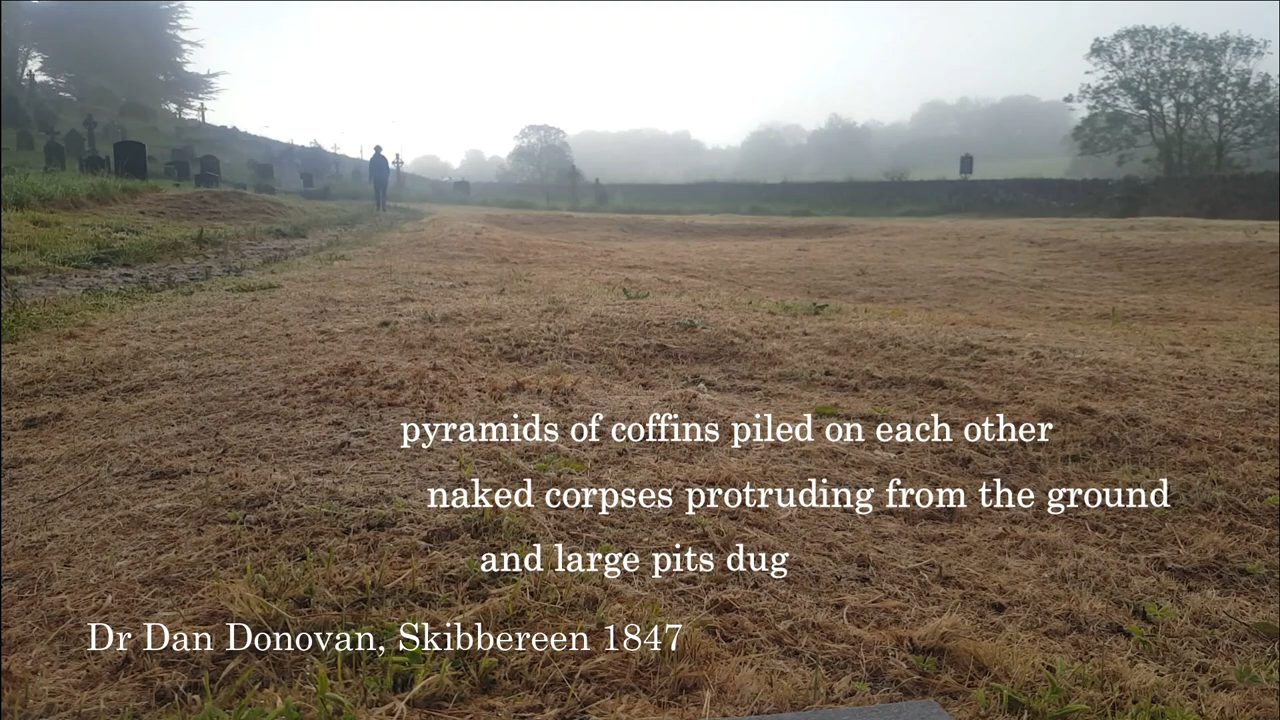 pyramids of coffins piled on each other
naked corpses protruding from the ground
and large pits dug
Dr Dan Donovan, Skibbereen 1847